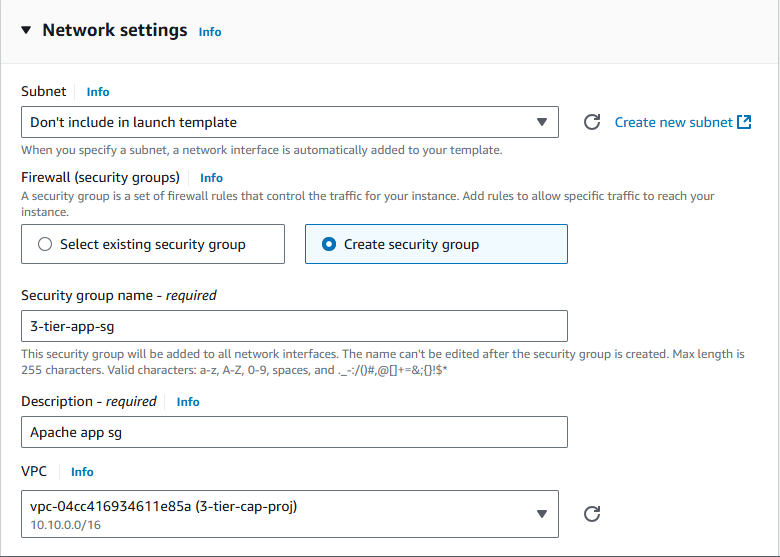 Network settings Info
Subnet Info
Don't include in launch template
Create new subnet
When you specify a subnet, a network interface is automatically added to your template.
Firewall (security groups) Info
A security group is a set of firewall rules that control the traffic for your instance. Add rules to allow specific traffic to reach your
instance.
Select existing security group
Create security group
Security group name - required
3-tier-app-sg
This security group will be added to all network interfaces. The name can't be edited after the security group is created. Max length is
255 characters. Valid characters: a-z, A-Z, 0-9, spaces, and ._-:/()#,@[]+=&;{}!$*
Description - required Info
Apache app sg
VPC Info
vpc-04cc416934611e85a (3-tier-cap-proj)
10.10.0.0/16